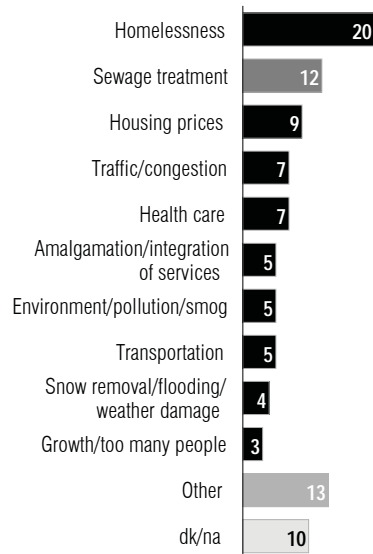 Homelessness 20
Sewage treatment 12
Housing prices 9
Traffic/congestion 7
Health care 7
Amalgamation/integration
of services 5
Environment/pollution/smog 5
Transportation 5
Snow removal/flooding/
weather damage 4
Growth/too many people 3
Other 13
dk/na 10